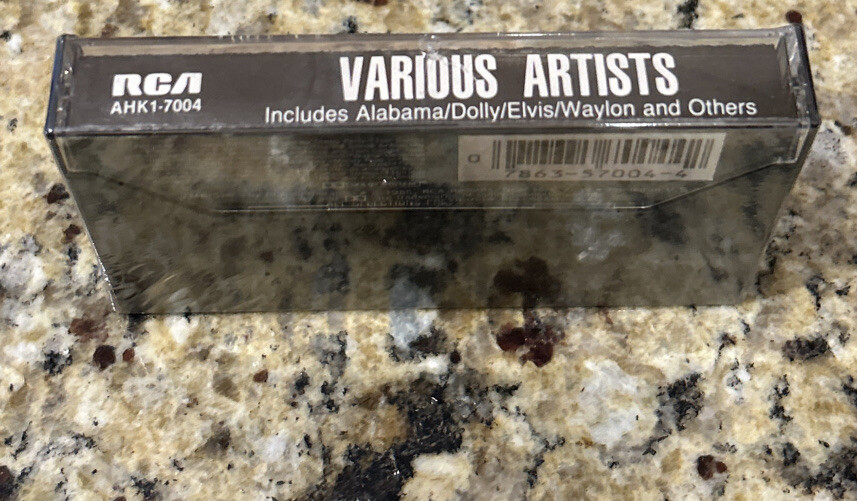 RCA
AHK1-7004
VARIOUS ARTISTS
Includes Alabama/Dolly/Elvis/Waylon and Others
0
7863-57004-4